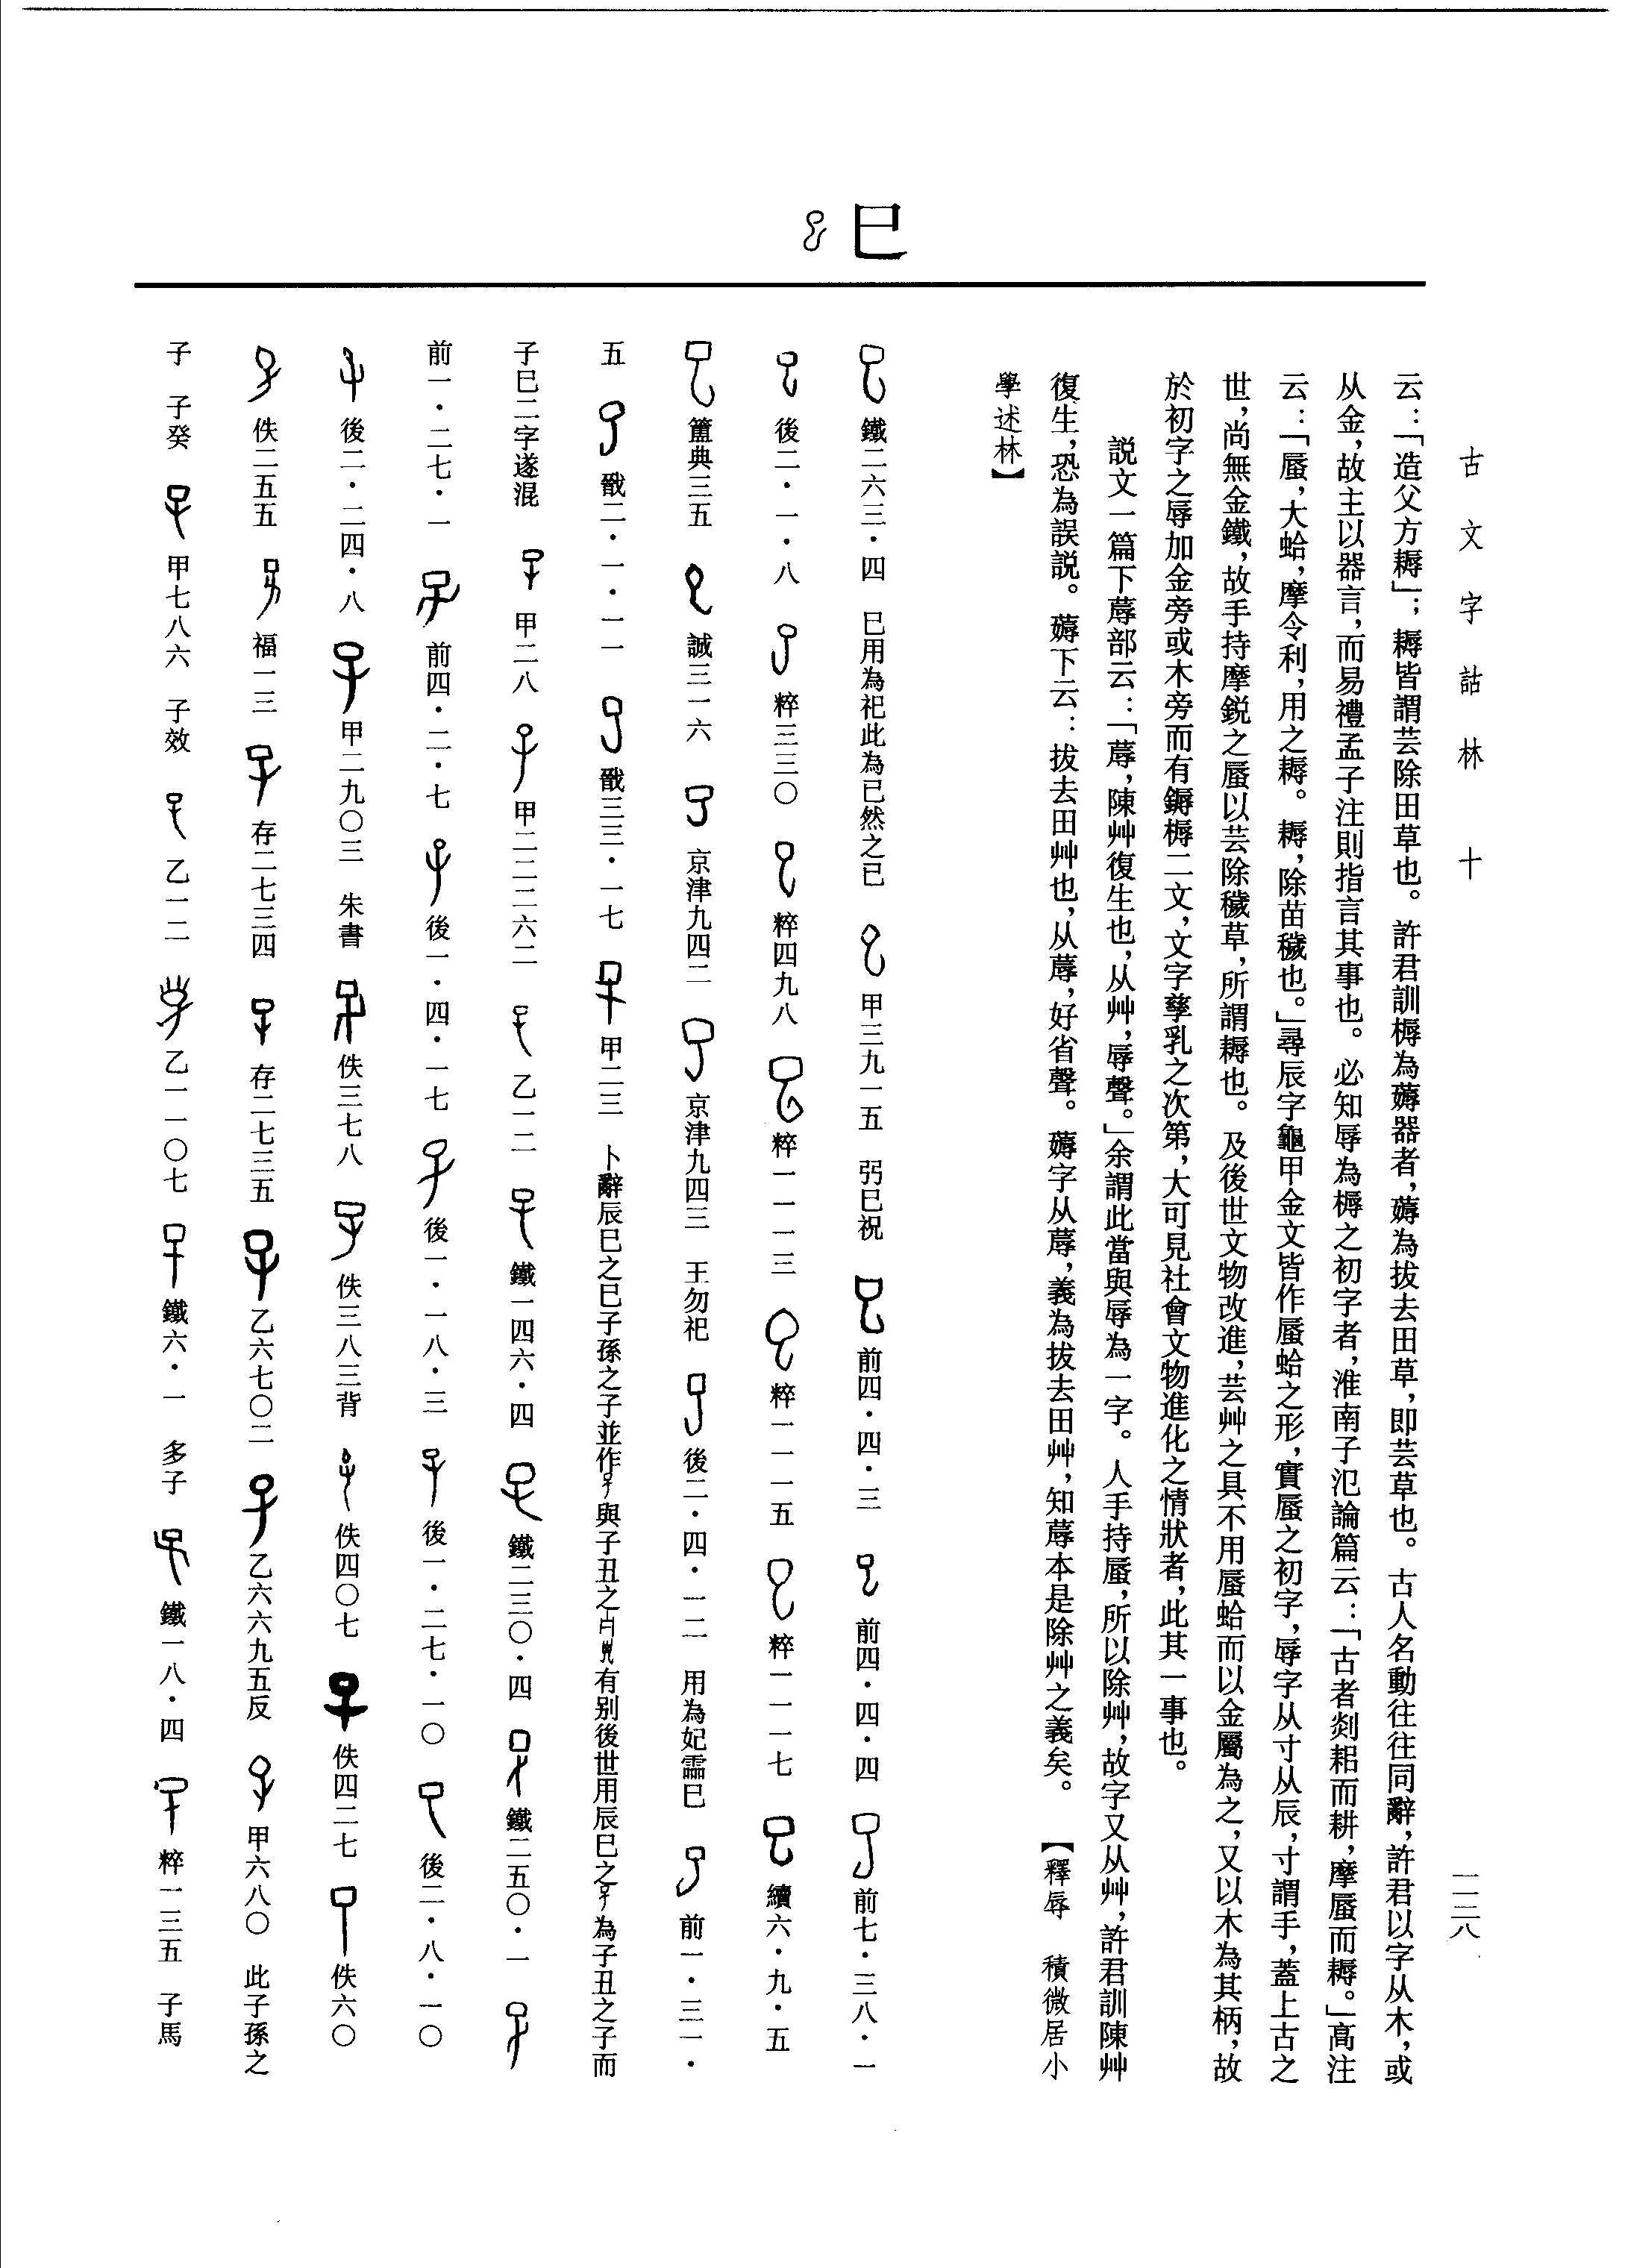 古文字詁林 十
一一三八
巳
云：「造父方耨」；耨皆謂芸除田草也。許君訓槈為薅器者，薅為拔去田草，即芸草也。古人名動往往同辭，許君以字从木，或
从金，故主以器言，而易禮孟子注則指言其事也。必知辱為槈之初字者，淮南子氾論篇云：「古者剡耜而耕，摩蜃而耨。」高注
云：「蜃，大蛤，摩令利，用之耨。耨，除苗穢也。」尋辰字龜甲金文皆作蜃蛤之形，實蜃之初字，辱字从寸从辰，寸謂手，蓋上古之
世，尚無金鐵，故手持摩銳之蜃以芸除穢草，所謂耨也。及後世文物改進，芸艸之具不用蜃蛤而以金屬為之，又以木為其柄，故
於初字之辱加金旁或木旁而有鎒槈二文，文字孳乳之次第，大可見社會文物進化之情狀者，此其一事也。
說文一篇下蓐部云：「蓐，陳艸復生也，从艸，辱聲。」余謂此當與辱為一字。人手持蜃，所以除艸，故字又从艸，許君訓陳艸
復生，恐為誤説。薅下云：拔去田艸也，从蓐，好省聲。薅字从蓐，義為拔去田艸，知蓐本是除艸之義矣。【釋辱 積微居小
學述林】
鐵二六三・四 巳用為祀此為已然之已 甲三九一五 弜巳祝 前四・四・三 前四・四・四 前七・三八・一
後二・一・八 粹三三〇 粹四九八 粹一一一三 粹一一一五 粹一一一七 續六・九・五
簠典三五 誠三一六 京津九四二 京津九四三 王勿祀 後二・四・一二 用為妃霝巳 前一・三一・
五 戩二・一・一一 戩三三・一七 甲二三 卜辭辰巳之巳子孫之子並作 與子丑之 有别後世用辰巳之 為子丑之子而
子巳二字遂混 甲二八 甲二二二六二 乙一二 鐵一四六・四 鐵二三〇・四 鐵二五〇・一
前一・二七・一 前四・二・七 後一・四・一七 後一・一八・三 後一・二七・一〇 後二・八・一〇
後二・二四・八 甲二九〇三 朱書 佚三七八 佚三八三背 佚四〇七 佚四二七 佚六〇
佚二五五 福一三 存二七三四 存二七三五 乙六七〇二 乙六六九五反 甲六八〇 此子孫之
子 子癸 甲七八六 子效 乙一二 乙一一〇七 鐵六・一 多子 鐵一八・四 粹一三五 子馬